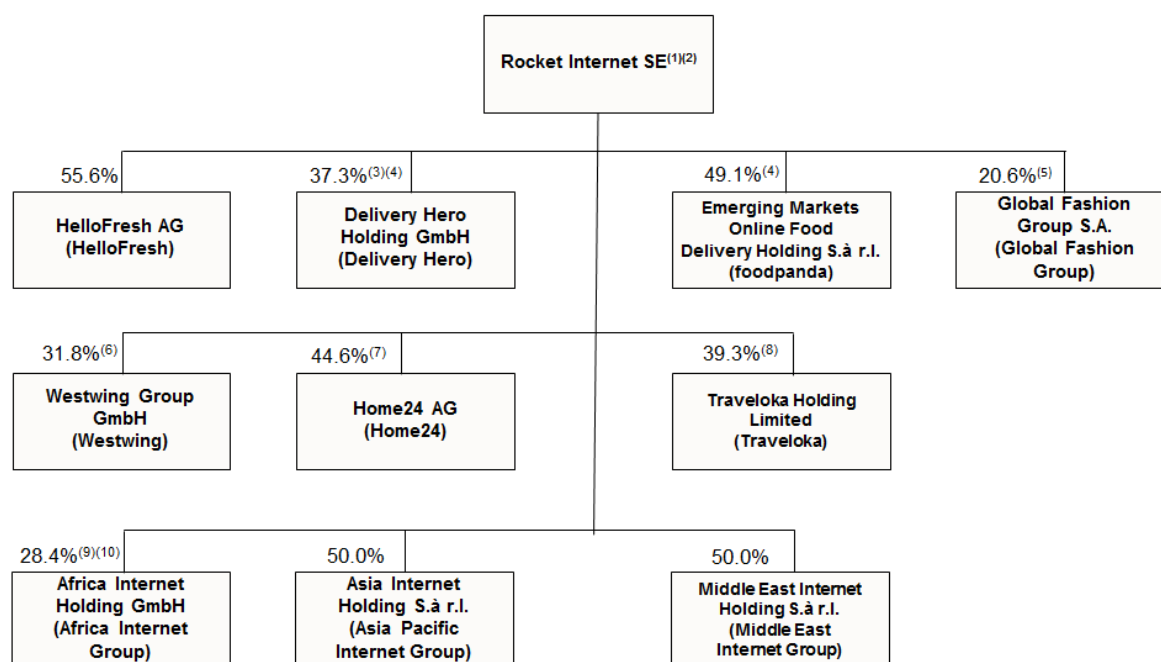 Rocket Internet SE(1)(2)
55.6%
37.3%(3)(4)
49.1%(4)
20.6%(5)
HelloFresh AG
(HelloFresh)
Delivery Hero
Holding GmbH
(Delivery Hero)
Emerging Markets
Online Food
Delivery Holding S.à r.l.
(foodpanda)
Global Fashion
Group S.A.
(Global Fashion
Group)
31.8%(6)
44.6%(7)
39.3%(8)
Westwing Group
GmbH
(Westwing)
Home24 AG
(Home24)
Traveloka Holding
Limited
(Traveloka)
28.4%(9)(10)
50.0%
50.0%
Africa Internet
Holding GmbH
(Africa Internet
Group)
Asia Internet
Holding S.à r.l.
(Asia Pacific
Internet Group)
Middle East Internet
Holding S.à r.l.
(Middle East
Internet Group)